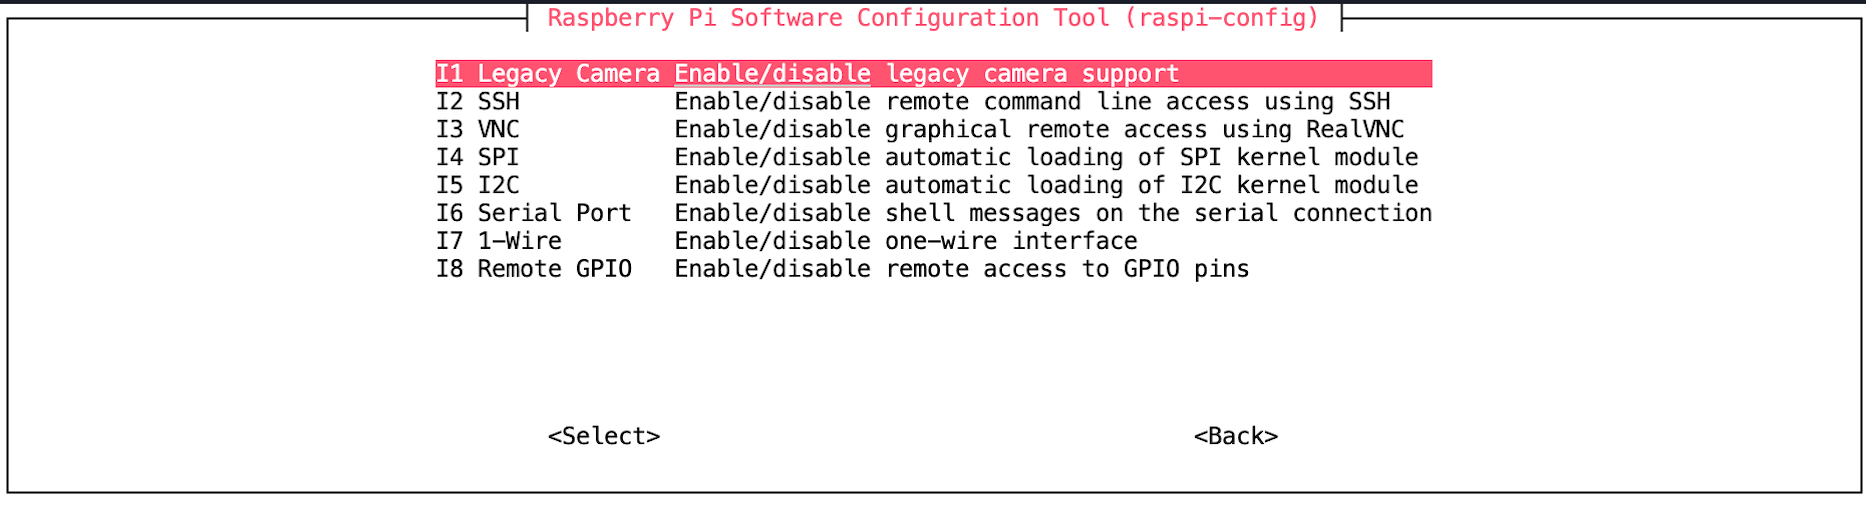 Raspberry Pi Software Configuration Tool (raspi-config)
I1 Legacy Camera Enable/disable legacy camera support
I2 SSH Enable/disable remote command line access using SSH
I3 VNC Enable/disable graphical remote access using RealVNC
I4 SPI Enable/disable automatic loading of SPI kernel module
I5 I2C Enable/disable automatic loading of I2C kernel module
I6 Serial Port Enable/disable shell messages on the serial connection
I7 1-Wire Enable/disable one-wire interface
I8 Remote GPIO Enable/disable remote access to GPIO pins
<Select> <Back>